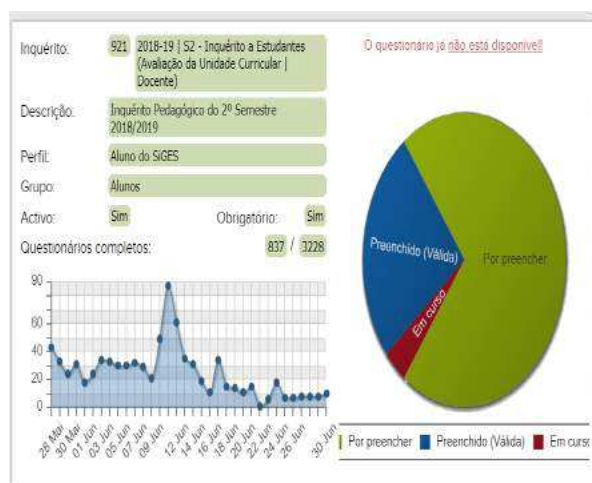 Inquérito:
921
2018-19 | S2 - Inquérito a Estudantes
(Avaliação da Unidade Curricular |
Docente)
O questionário já não está disponível!
Descrição:
Inquérito Pedagógico do 2º Semestre
2018/2019
Perfil:
Aluno do SiGES
Grupo:
Alunos
Activo:
Sim
Obrigatório:
Sim
Questionários completos:
837 / 3228
90
60
40
20
0
28 Mai
30 Mai
01 Jun
03 Jun
05 Jun
07 Jun
09 Jun
12 Jun
14 Jun
16 Jun
18 Jun
20 Jun
22 Jun
24 Jun
26 Jun
30 Jun
Preenchido (Válida)
Por preencher
Em curso
Por preencher
Preenchido (Válida)
Em curso